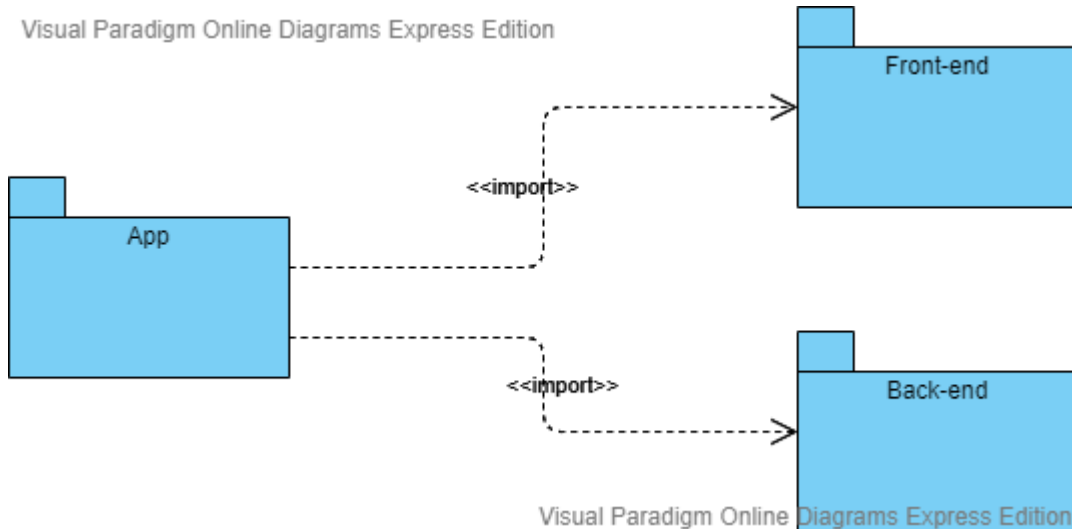 Visual Paradigm Online Diagrams Express Edition
Front-end
<<import>>
App
<<import>>
Back-end
Visual Paradigm Online Diagrams Express Edition